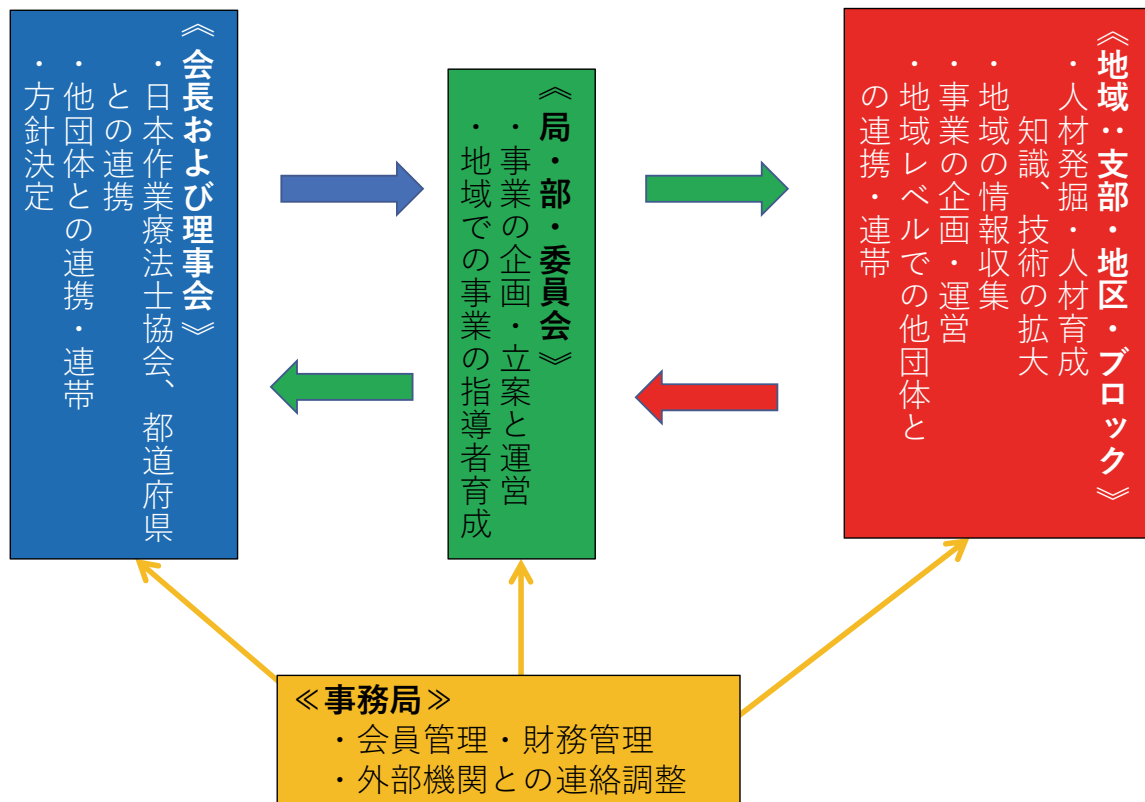 《会長および理事会》
・日本作業療法士協会、都道府県
との連携
・他団体との連携・連帯
・方針決定
《局・部・委員会》
・事業の企画・立案と運営
・地域での事業の指導者育成
《地域：支部・地区・ブロック》
・人材発掘・人材育成
知識、技術の拡大
・地域の情報収集
・事業の企画・運営
・地域レベルでの他団体と
の連携・連帯
≪事務局≫
・会員管理・財務管理
・外部機関との連絡調整